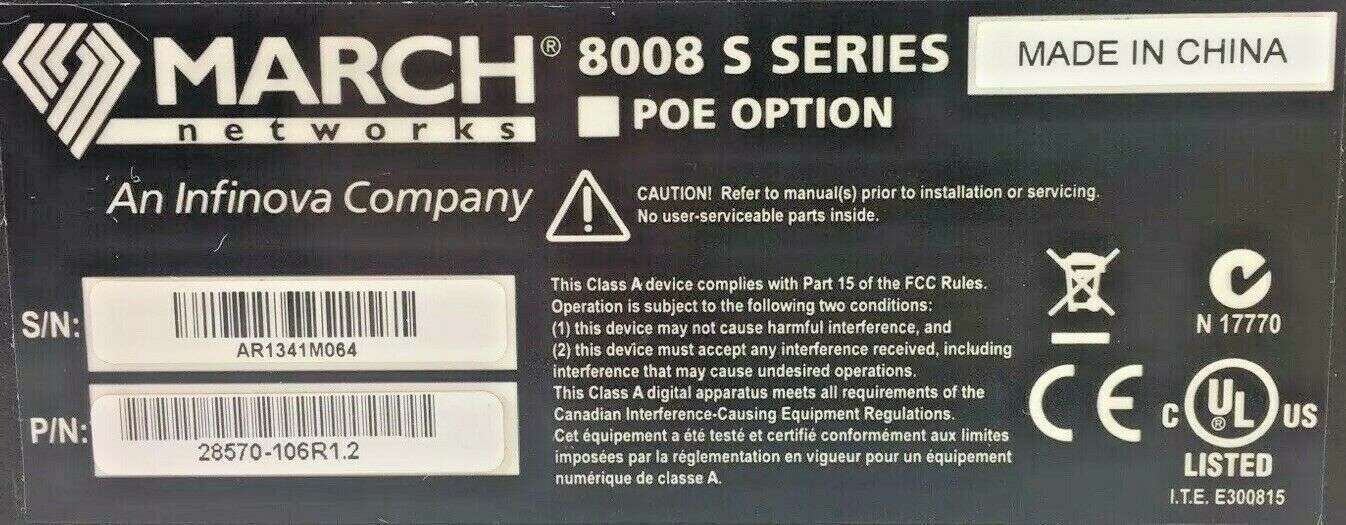 MARCH®
networks
An Infinova Company
8008 S SERIES
POE OPTION
MADE IN CHINA
CAUTION! Refer to manual(s) prior to installation or servicing.
No user-serviceable parts inside.
S/N:
AR1341M064
P/N:
28570-106R1.2
This Class A device complies with Part 15 of the FCC Rules.
Operation is subject to the following two conditions:
(1) this device may not cause harmful interference, and
(2) this device must accept any interference received, including
interference that may cause undesired operations.
This Class A digital apparatus meets all requirements of the
Canadian Interference-Causing Equipment Regulations.
Cet équipement a été testé et certifié conformément aux limites
imposées par la réglementation en vigueur pour un équipement
numérique de classe A.
N 17770
CE
C UL® US
LISTED
I.T.E. E300815